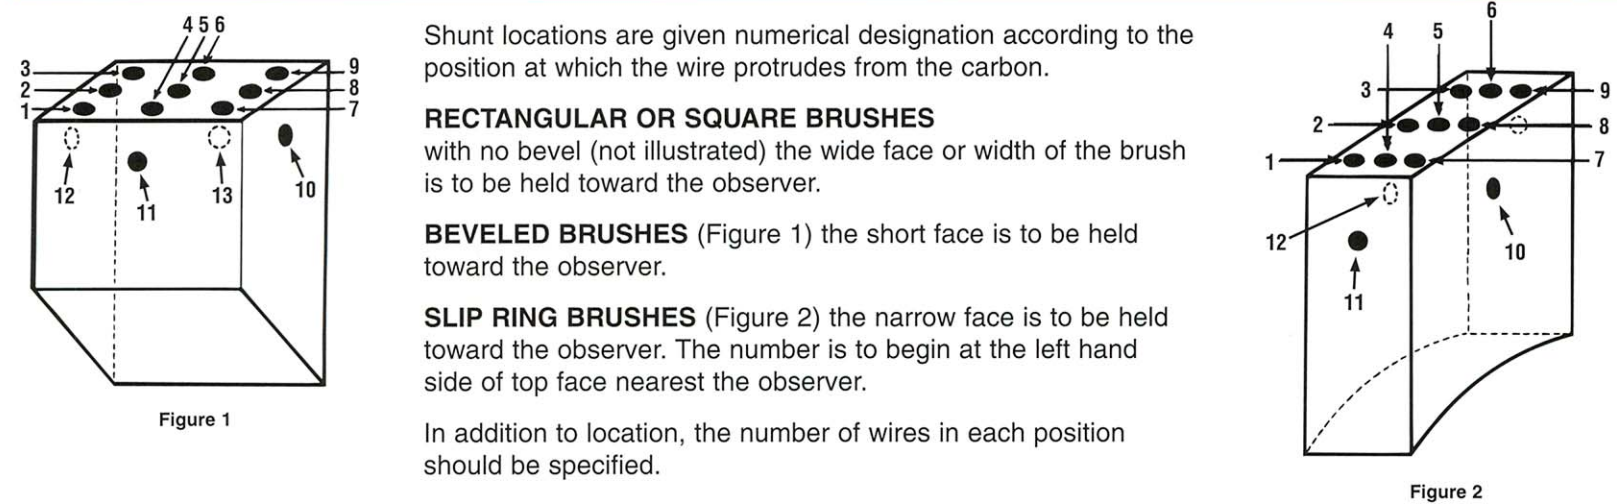 4 5 6
3
2
1
9
8
7
12
11
13
10
Figure 1
Shunt locations are given numerical designation according to the
position at which the wire protrudes from the carbon.
RECTANGULAR OR SQUARE BRUSHES
with no bevel (not illustrated) the wide face or width of the brush
is to be held toward the observer.
BEVELED BRUSHES (Figure 1) the short face is to be held
toward the observer.
SLIP RING BRUSHES (Figure 2) the narrow face is to be held
toward the observer. The number is to begin at the left hand
side of top face nearest the observer.
In addition to location, the number of wires in each position
should be specified.
6
4 5
3
9
2
8
1
7
12
10
11
Figure 2